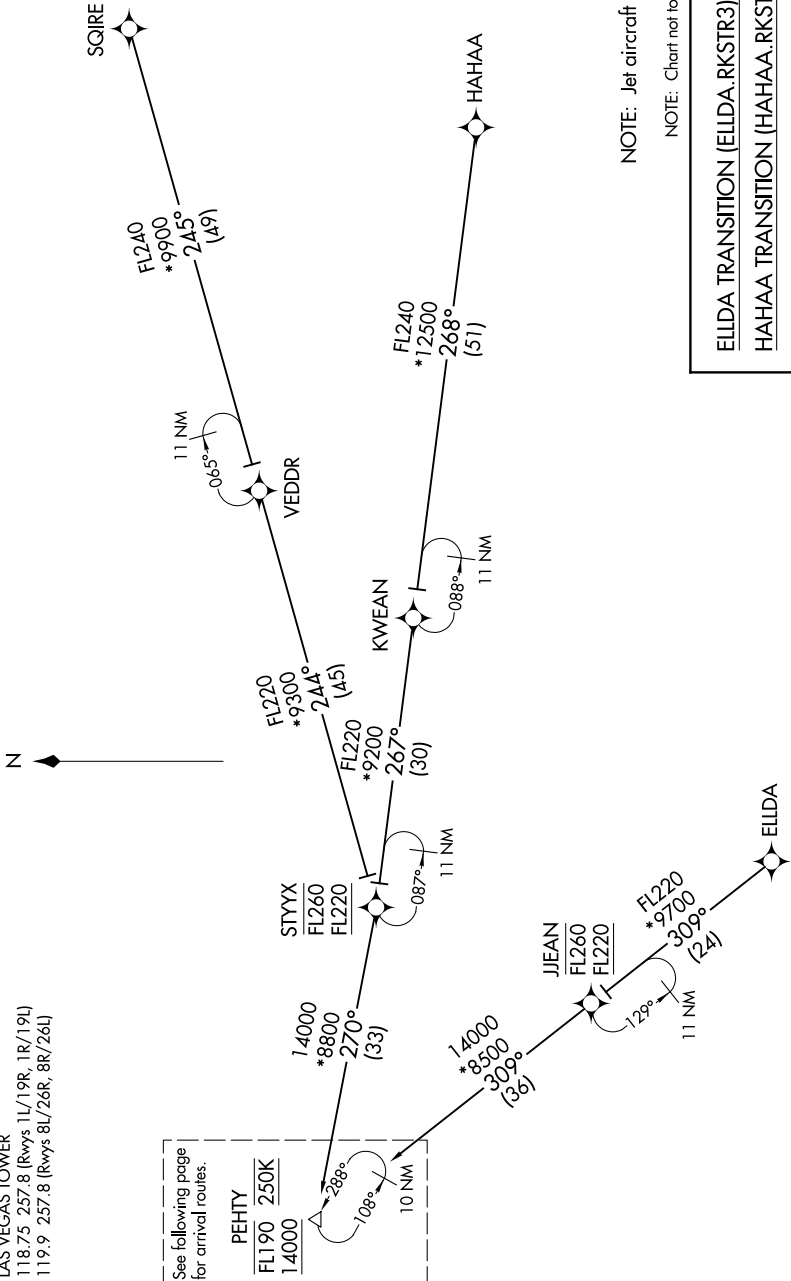 LAS VEGAS TOWER
118.75 257.8 (Rwys 1L/19R, 1R/19L)
119.9 257.8 (Rwys 8L/26R, 8R/26L)
N
SQIRE
FL240
*9900
245°
(49)
11 NM
065°
VEDDR
FL220
*9300
244°
(45)
HAHAA
FL240
*12500
268°
(51)
KWEAN
088°
11 NM
FL220
*9200
267°
(30)
STYYX
FL260
FL220
087°
11 NM
14000
*8800
270°
(33)
See following page
for arrival routes.
PEHTY
FL190 250K
14000
288°
108°
10 NM
JJEAN
FL260
FL220
129°
11 NM
14000
*8500
309°
(36)
ELLDA
FL220
*9700
309°
(24)
NOTE: Jet aircraft
NOTE: Chart not to
ELLDA TRANSITION (ELLDA.RKSTR3)
HAHAA TRANSITION (HAHAA.RKST